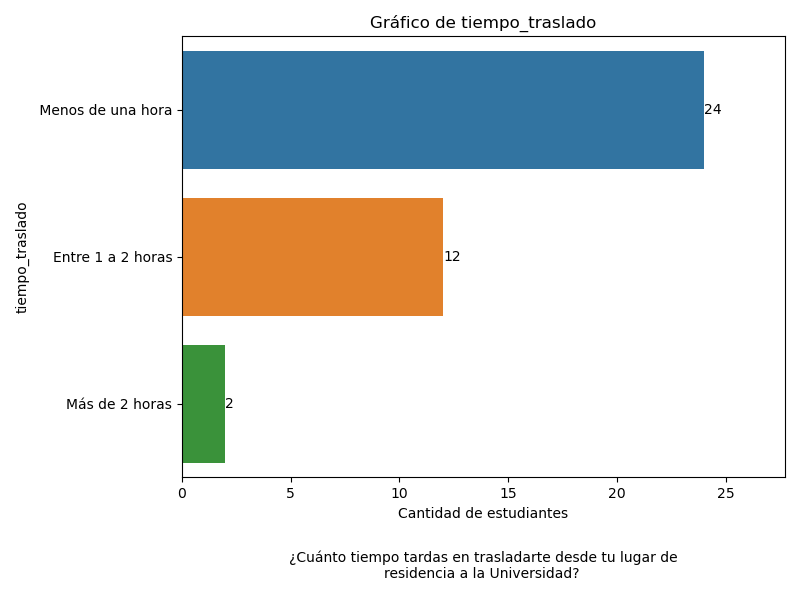 Gráfico de tiempo_traslado
Menos de una hora
24
Entre 1 a 2 horas
12
Más de 2 horas
2
tiempo_traslado
0 5 10 15 20 25
Cantidad de estudiantes
¿Cuánto tiempo tardas en trasladarte desde tu lugar de
residencia a la Universidad?